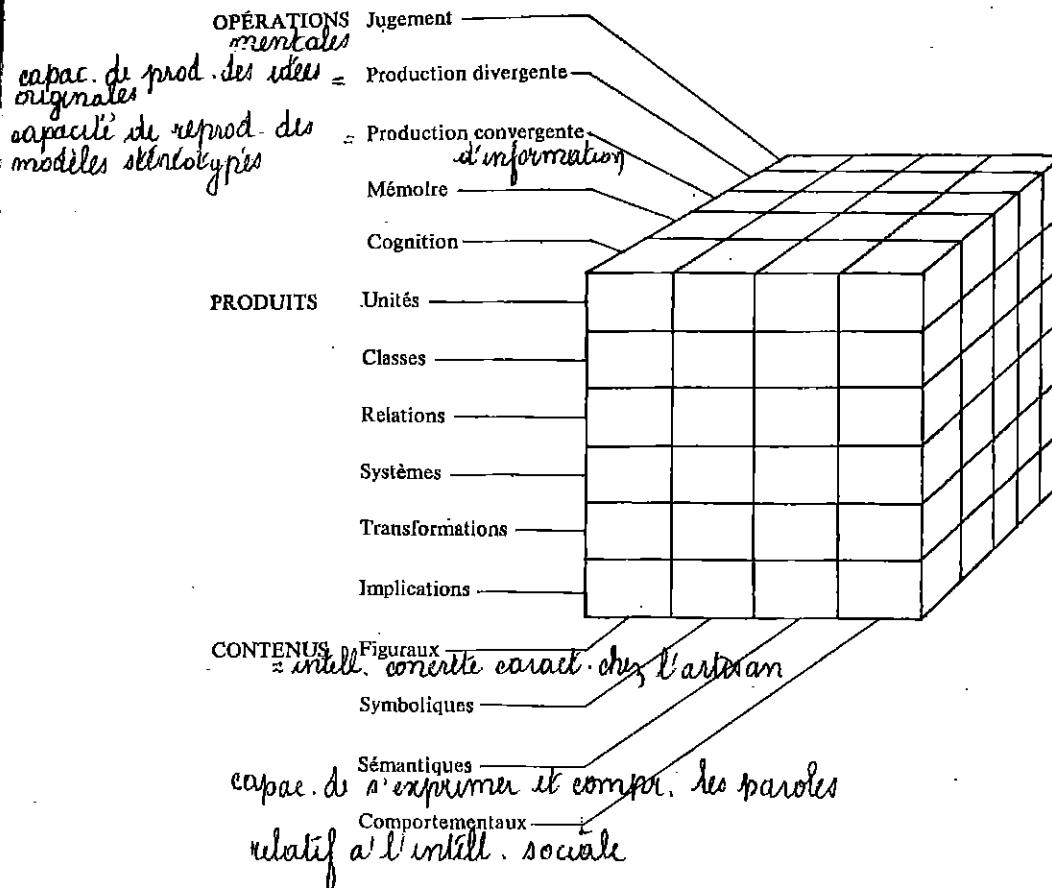 OPÉRATIONS Jugement
mentales
capac. de prod. des idées = Production divergente
originales
capacité de reprod. des = Production convergente
modèles stéréotypés d'information
Mémoire
Cognition
PRODUITS Unités
Classes
Relations
Systèmes
Transformations
Implications
CONTENUS Figuraux
= intell. concrète caract. chez l'artisan
Symboliques
Sémantiques
capac. de s'exprimer et compr. les paroles
Comportementaux
relatif a' l'intell. sociale